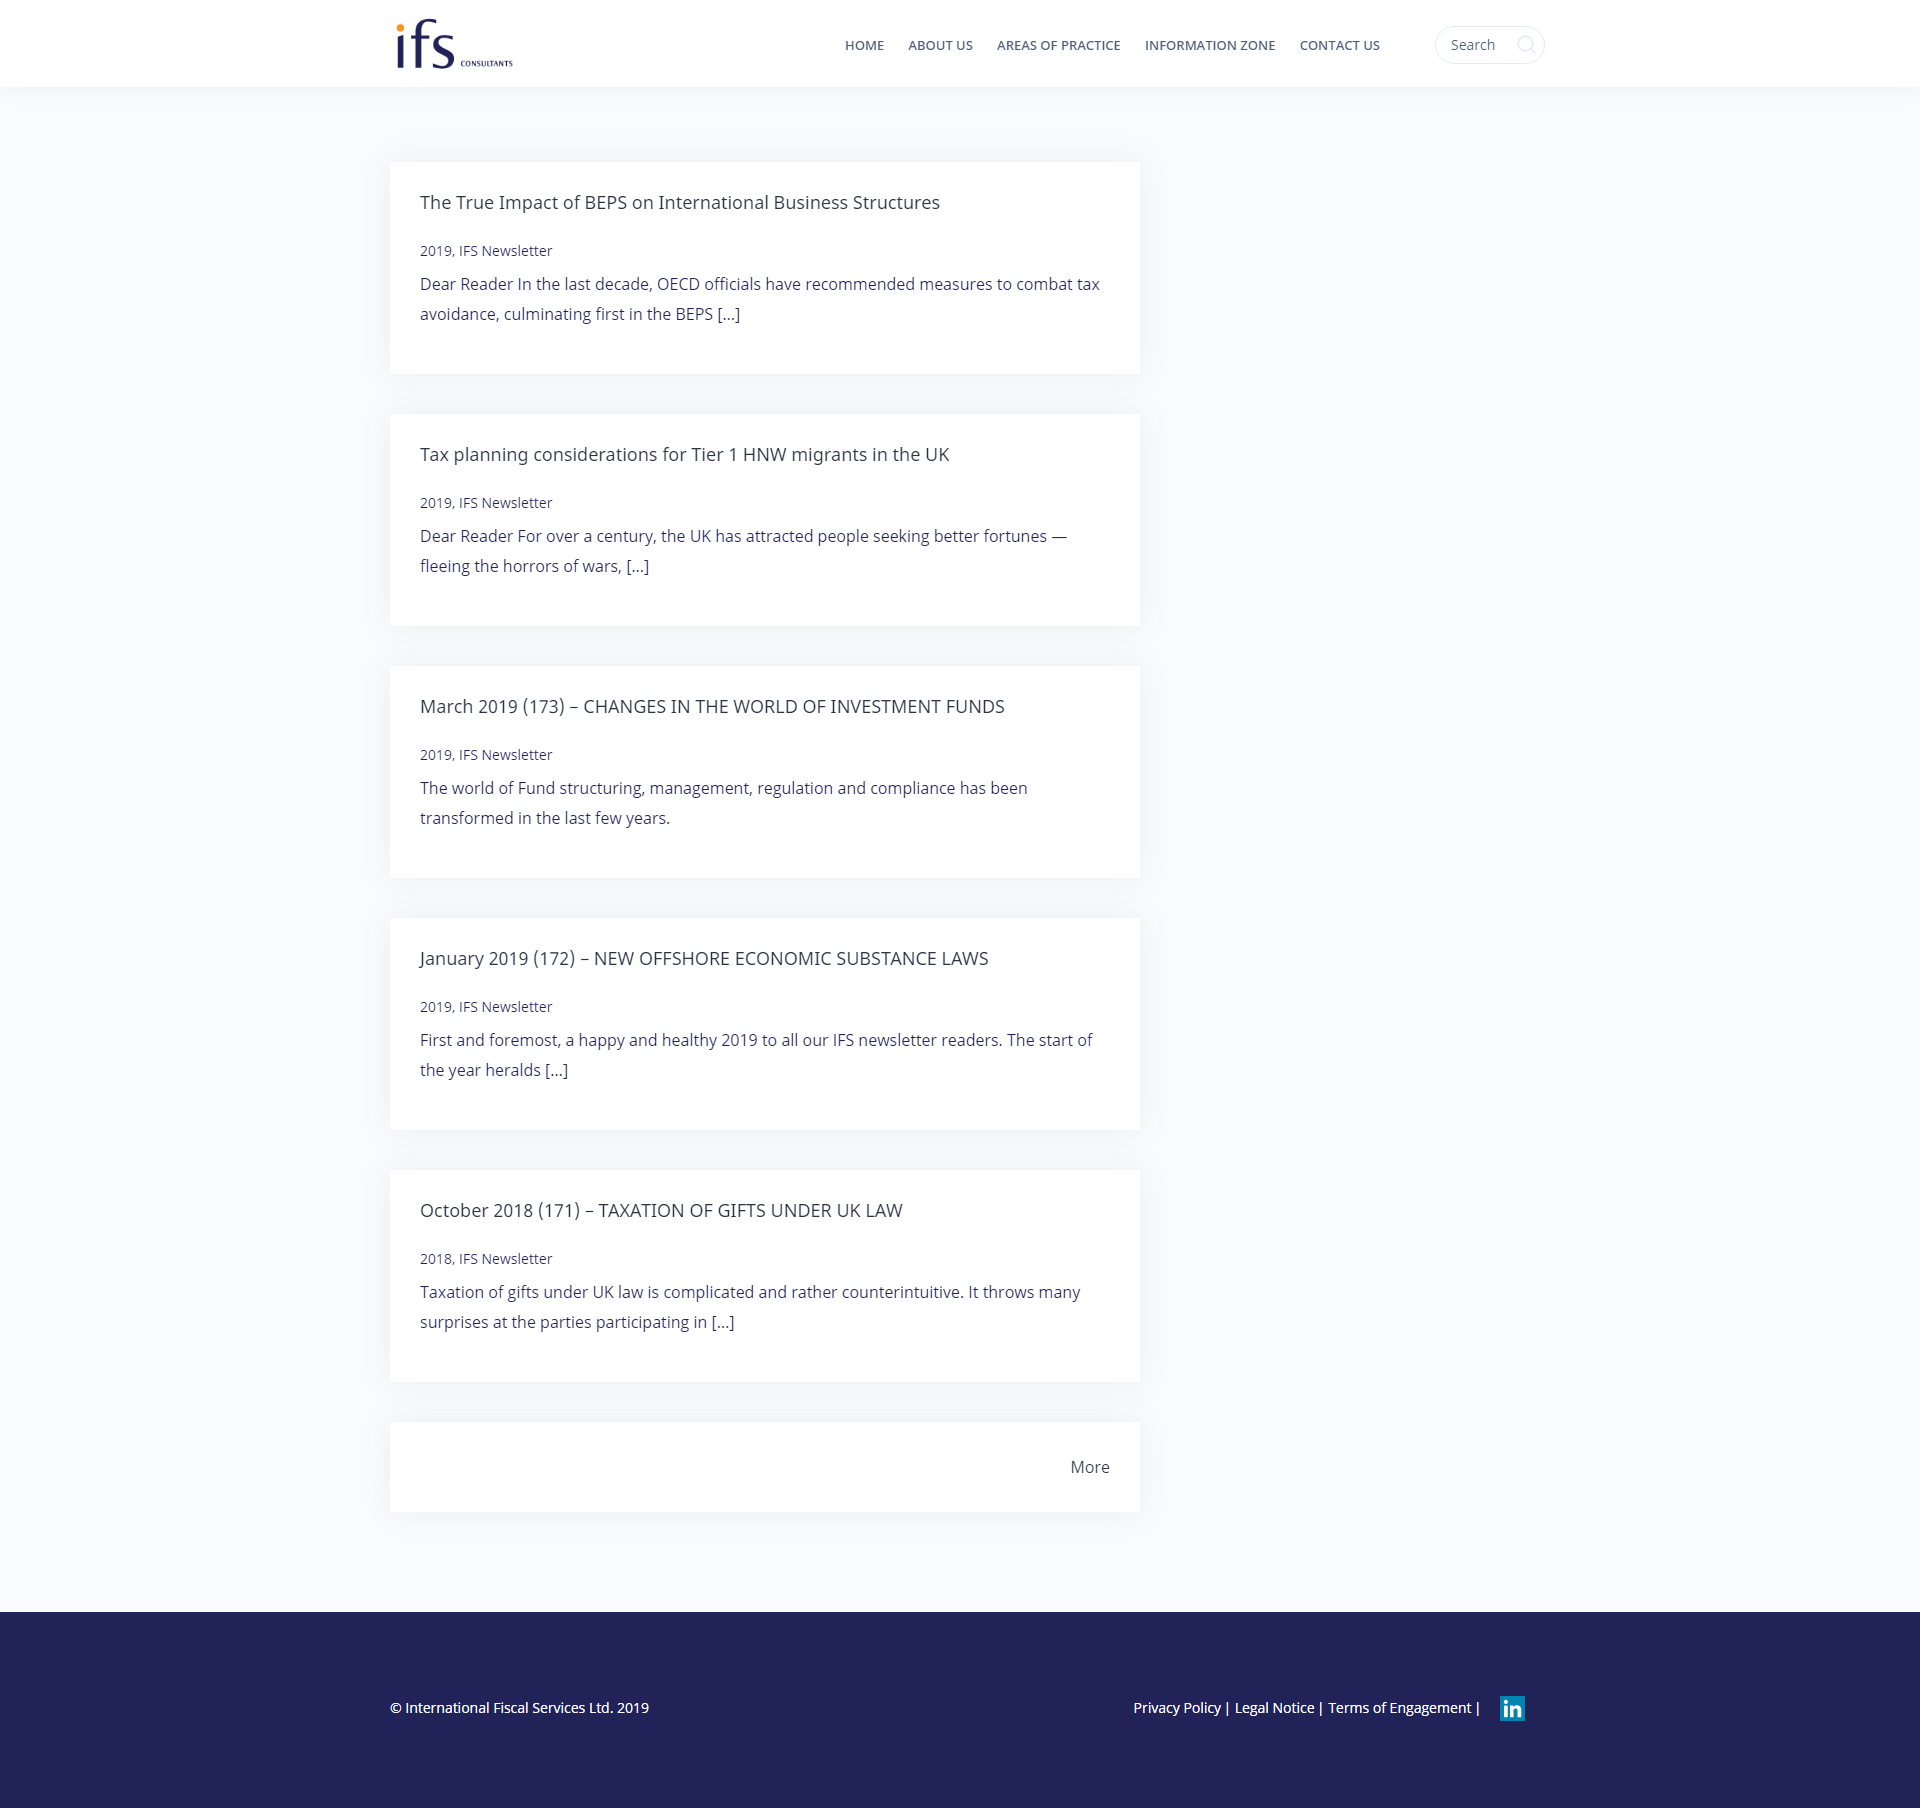 ifs CONSULTANTS
HOME ABOUT US AREAS OF PRACTICE INFORMATION ZONE CONTACT US Search
The True Impact of BEPS on International Business Structures
2019, IFS Newsletter
Dear Reader In the last decade, OECD officials have recommended measures to combat tax
avoidance, culminating first in the BEPS [...]
Tax planning considerations for Tier 1 HNW migrants in the UK
2019, IFS Newsletter
Dear Reader For over a century, the UK has attracted people seeking better fortunes —
fleeing the horrors of wars, [...]
March 2019 (173) – CHANGES IN THE WORLD OF INVESTMENT FUNDS
2019, IFS Newsletter
The world of Fund structuring, management, regulation and compliance has been
transformed in the last few years.
January 2019 (172) – NEW OFFSHORE ECONOMIC SUBSTANCE LAWS
2019, IFS Newsletter
First and foremost, a happy and healthy 2019 to all our IFS newsletter readers. The start of
the year heralds [...]
October 2018 (171) – TAXATION OF GIFTS UNDER UK LAW
2018, IFS Newsletter
Taxation of gifts under UK law is complicated and rather counterintuitive. It throws many
surprises at the parties participating in [...]
More
© International Fiscal Services Ltd. 2019
Privacy Policy | Legal Notice | Terms of Engagement | in